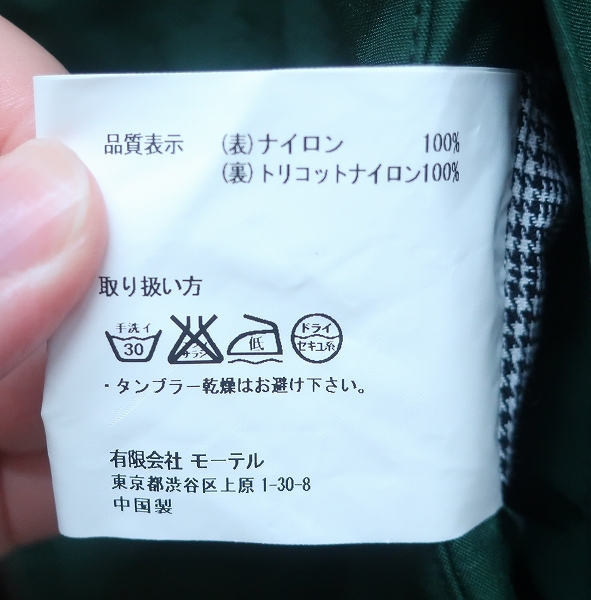 品質表示 (表)ナイロン 100%
(裏)トリコットナイロン100%
取り扱い方
手洗イ
30
低
ドライ
セキユ系
・タンブラー乾燥はお避け下さい。
有限会社 モーテル
東京都渋谷区上原 1-30-8
中国製